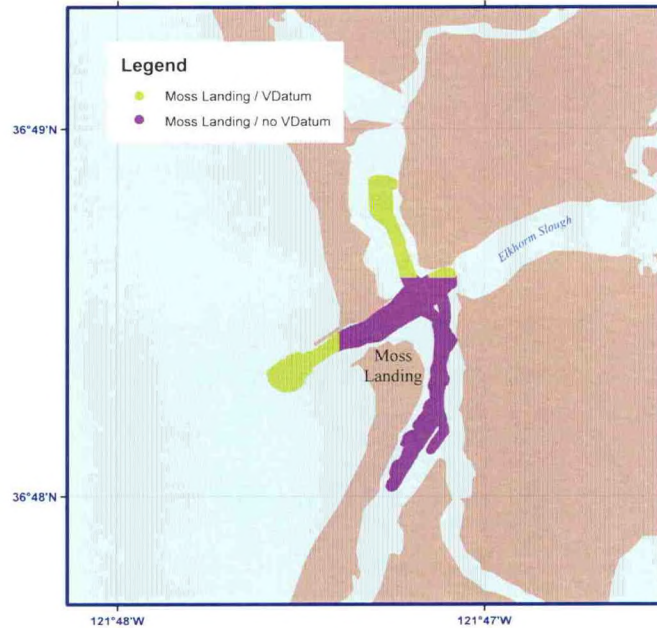 Legend
Moss Landing / VDatum
Moss Landing / no VDatum
36°49'N
Elkhorm Slough
Moss
Landing
36°48'N
121°48'W
121°47'W